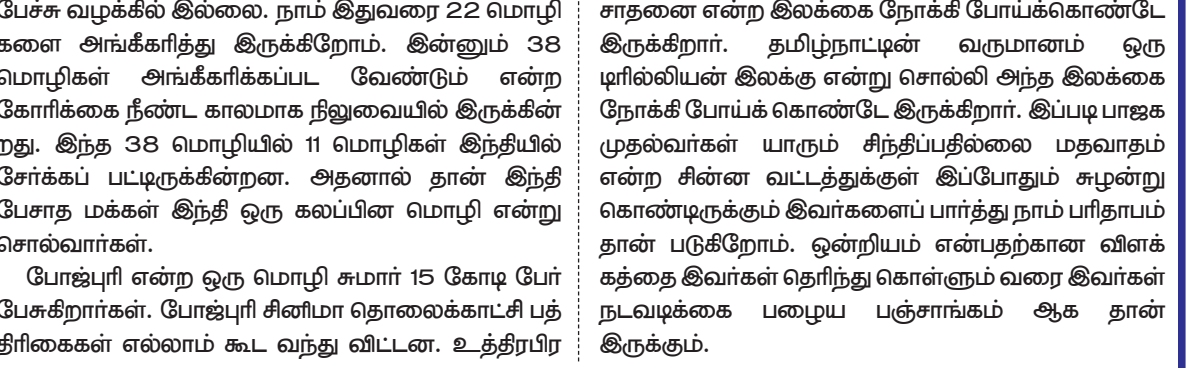 பேச்சு வழக்கில் இல்லை. நாம் இதுவரை 22 மொழி
களை அங்கீகரித்து இருக்கிறோம். இன்னும் 38
மொழிகள் அங்கீகரிக்கப்பட வேண்டும் என்ற
கோரிக்கை நீண்ட காலமாக நிலுவையில் இருக்கின்
றது. இந்த 38 மொழியில் 11 மொழிகள் இந்தியில்
சேர்க்கப் பட்டிருக்கின்றன. அதனால் தான் இந்தி
பேசாத மக்கள் இந்தி ஒரு கலப்பின மொழி என்று
சொல்வார்கள்.
போஜ்புரி என்ற ஒரு மொழி சுமார் 15 கோடி பேர்
பேசுகிறார்கள். போஜ்புரி சினிமா தொலைக்காட்சி பத்
திரிகைகள் எல்லாம் கூட வந்து விட்டன. உத்திரபிர
சாதனை என்ற இலக்கை நோக்கி போய்க்கொண்டே
இருக்கிறார். தமிழ்நாட்டின் வருமானம் ஒரு
டிரில்லியன் இலக்கு என்று சொல்லி அந்த இலக்கை
நோக்கி போய்க் கொண்டே இருக்கிறார். இப்படி பாஜக
முதல்வர்கள் யாரும் சிந்திப்பதில்லை மதவாதம்
என்ற சின்ன வட்டத்துக்குள் இப்போதும் சுழன்று
கொண்டிருக்கும் இவர்களைப் பார்த்து நாம் பரிதாபம்
தான் படுகிறோம். ஒன்றியம் என்பதற்கான விளக்
கத்தை இவர்கள் தெரிந்து கொள்ளும் வரை இவர்கள்
நடவடிக்கை பழைய பஞ்சாங்கம் ஆக தான்
இருக்கும்.